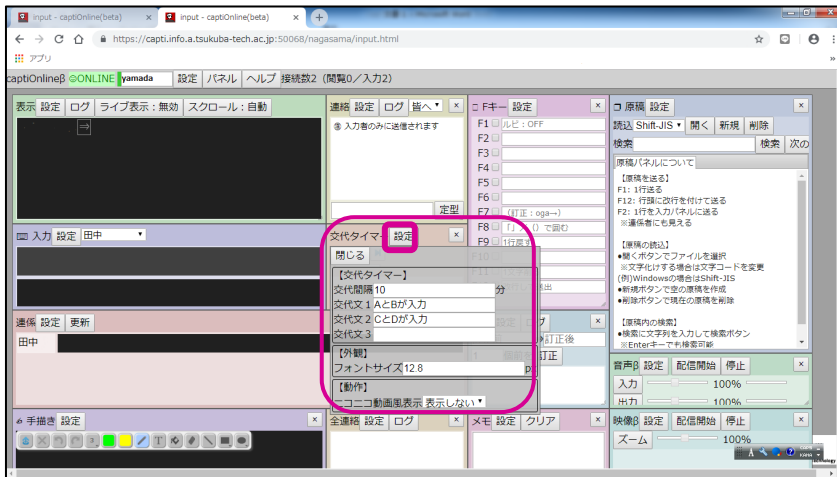 input - captiOnline(beta) × input - captiOnline(beta) ×
https://capti.info.a.tsukuba-tech.ac.jp:50068/nagasama/input.html
アプリ
captiOnlineβ ☺ONLINE yamada 設定 パネル ヘルプ 接続数2 (閲覧0/入力2)
表示 設定 ログ ライブ表示:無効 スクロール:自動
連絡 設定 ログ 皆へ ×
入力者のみに送信されます
定型
Fキー 設定 ×
F1 ルビ:OFF
F2
F3
F4
F5
F6
F7 (訂正:oga→)
F8 「」/()で囲む
F9 1行戻す
F10
原稿 設定 ×
読込 Shift-JIS 開く 新規 削除
検索 検索 次の
原稿パネルについて
【原稿を送る】
F1: 1行送る
F12: 行頭に改行を付けて送る
F2: 1行を入力パネルに送る
※連係者にも見える
【原稿の読込】
●開くボタンでファイルを選択
※文字化けする場合は文字コードを変更
(例)Windowsの場合はShift-JIS
●新規ボタンで空の原稿を作成
●削除ボタンで現在の原稿を削除
【原稿内の検索】
●検索に文字列を入力して検索ボタン
※Enterキーでも検索可能
入力 設定 田中
交代タイマー 設定 ×
閉じる
【交代タイマー】
交代間隔 10 分
交代文1 AとBが入力
交代文2 CとDが入力
交代文3
【外観】
フォントサイズ 12.8 px
【動作】
ニコニコ動画風表示 表示しない
連係 設定 更新
田中
設定 ログ ×
訂正後
訂正
音声β 設定 配信開始 停止 ×
入力 100%
出力 100%
手描き 設定 ×
全連絡 設定 ログ ×
メモ 設定 クリア ×
映像β 設定 配信開始 停止 ×
ズーム 100%